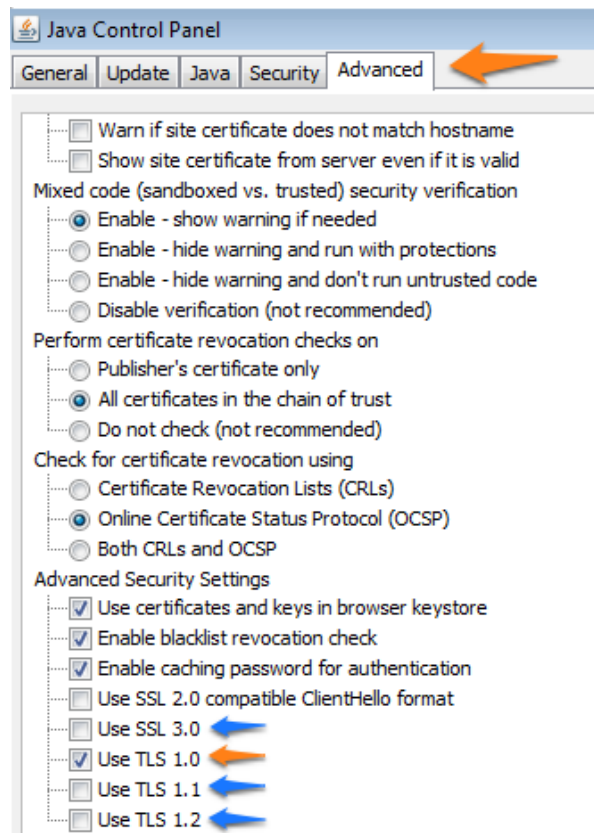 Java Control Panel
General Update Java Security Advanced
Warn if site certificate does not match hostname
Show site certificate from server even if it is valid
Mixed code (sandboxed vs. trusted) security verification
Enable - show warning if needed
Enable - hide warning and run with protections
Enable - hide warning and don't run untrusted code
Disable verification (not recommended)
Perform certificate revocation checks on
Publisher's certificate only
All certificates in the chain of trust
Do not check (not recommended)
Check for certificate revocation using
Certificate Revocation Lists (CRLs)
Online Certificate Status Protocol (OCSP)
Both CRLs and OCSP
Advanced Security Settings
Use certificates and keys in browser keystore
Enable blacklist revocation check
Enable caching password for authentication
Use SSL 2.0 compatible ClientHello format
Use SSL 3.0
Use TLS 1.0
Use TLS 1.1
Use TLS 1.2